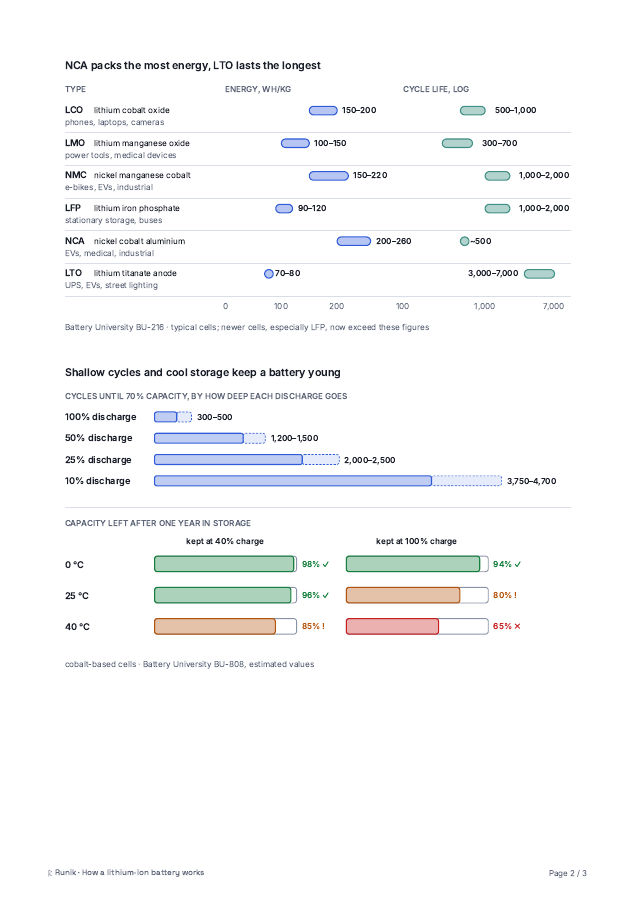 NCA packs the most energy, LTO lasts the longest
TYPE ENERGY, WH/KG CYCLE LIFE, LOG
LCO lithium cobalt oxide 150–200 500–1,000
phones, laptops, cameras
LMO lithium manganese oxide 100–150 300–700
power tools, medical devices
NMC nickel manganese cobalt 150–220 1,000–2,000
e-bikes, EVs, industrial
LFP lithium iron phosphate 90–120 1,000–2,000
stationary storage, buses
NCA nickel cobalt aluminium 200–260 ~500
EVs, medical, industrial
LTO lithium titanate anode 70–80 3,000–7,000
UPS, EVs, street lighting
0 100 200 100 1,000 7,000
Battery University BU-216 · typical cells; newer cells, especially LFP, now exceed these figures
Shallow cycles and cool storage keep a battery young
CYCLES UNTIL 70% CAPACITY, BY HOW DEEP EACH DISCHARGE GOES
100% discharge 300–500
50% discharge 1,200–1,500
25% discharge 2,000–2,500
10% discharge 3,750–4,700
CAPACITY LEFT AFTER ONE YEAR IN STORAGE
kept at 40% charge kept at 100% charge
0 °C 98% ✓ 94% ✓
25 °C 96% ✓ 80% !
40 °C 85% ! 65% ✕
cobalt-based cells · Battery University BU-808, estimated values
Runik · How a lithium-ion battery works Page 2 / 3